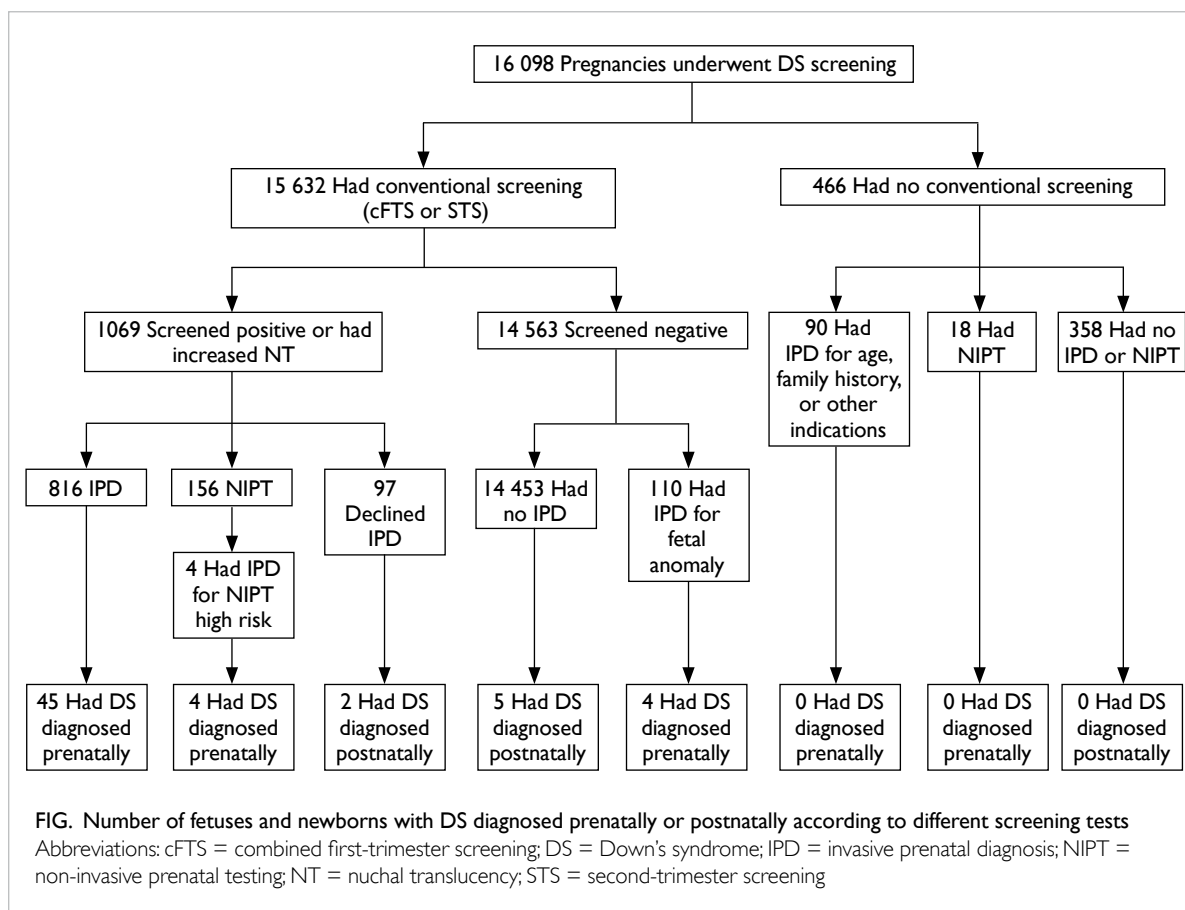 16 098 Pregnancies underwent DS screening
15 632 Had conventional screening
(cFTS or STS)
466 Had no conventional screening
1069 Screened positive or had
increased NT
14 563 Screened negative
90 Had
IPD for age,
family history,
or other
indications
18 Had
NIPT
358 Had no
IPD or NIPT
816 IPD
156 NIPT
97
Declined
IPD
14 453 Had
no IPD
110 Had
IPD for
fetal
anomaly
4 Had IPD
for NIPT
high risk
45 Had DS
diagnosed
prenatally
4 Had DS
diagnosed
prenatally
2 Had DS
diagnosed
postnatally
5 Had DS
diagnosed
postnatally
4 Had DS
diagnosed
prenatally
0 Had DS
diagnosed
prenatally
0 Had DS
diagnosed
prenatally
0 Had DS
diagnosed
postnatally
FIG. Number of fetuses and newborns with DS diagnosed prenatally or postnatally according to different screening tests
Abbreviations: cFTS = combined first-trimester screening; DS = Down's syndrome; IPD = invasive prenatal diagnosis; NIPT =
non-invasive prenatal testing; NT = nuchal translucency; STS = second-trimester screening